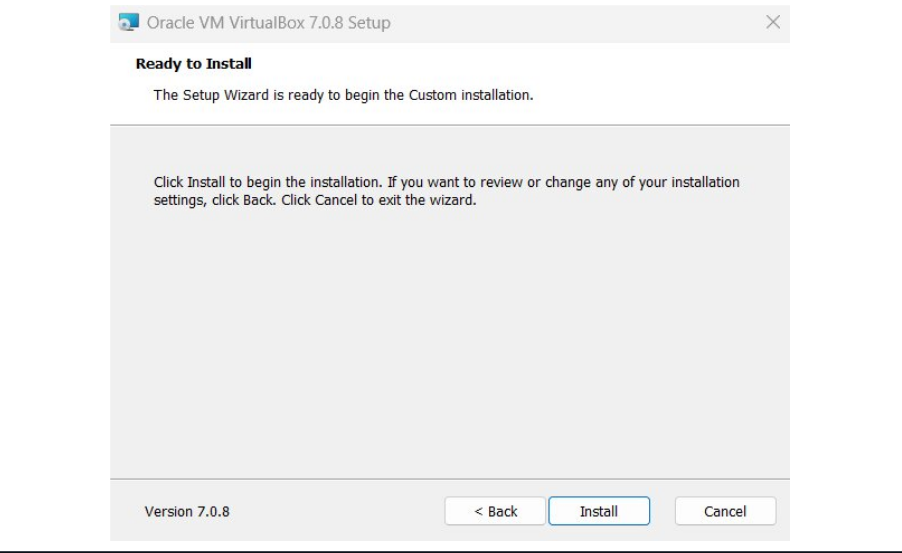 Oracle VM VirtualBox 7.0.8 Setup
Ready to Install
The Setup Wizard is ready to begin the Custom installation.
Click Install to begin the installation. If you want to review or change any of your installation
settings, click Back. Click Cancel to exit the wizard.
Version 7.0.8
< Back
Install
Cancel